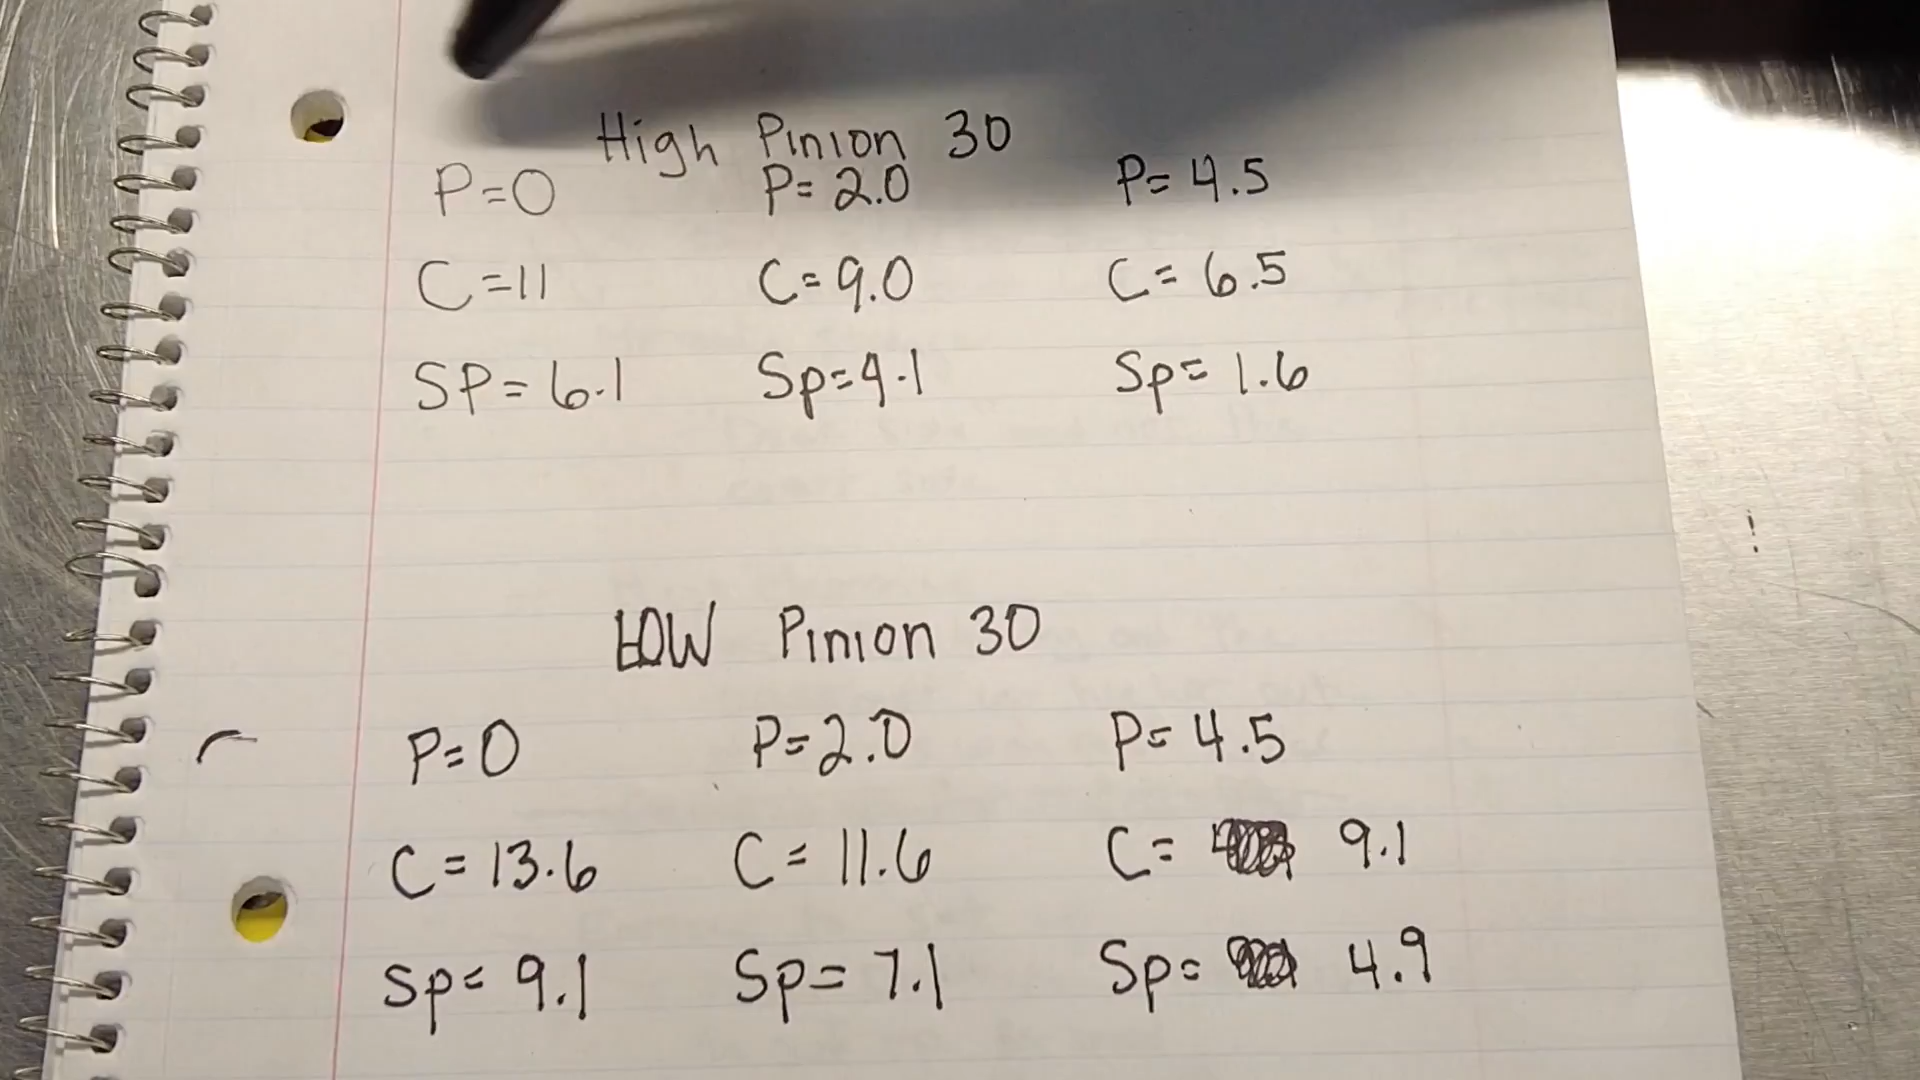 High Pinion 30
P=0 P=2.0 P=4.5
C=11 C=9.0 C=6.5
SP=6.1 Sp=4.1 Sp=1.6
LOW Pinion 30
P=0 P=2.0 P=4.5
C=13.6 C=11.6 C= 9.1
Sp=9.1 Sp=7.1 Sp= 4.9